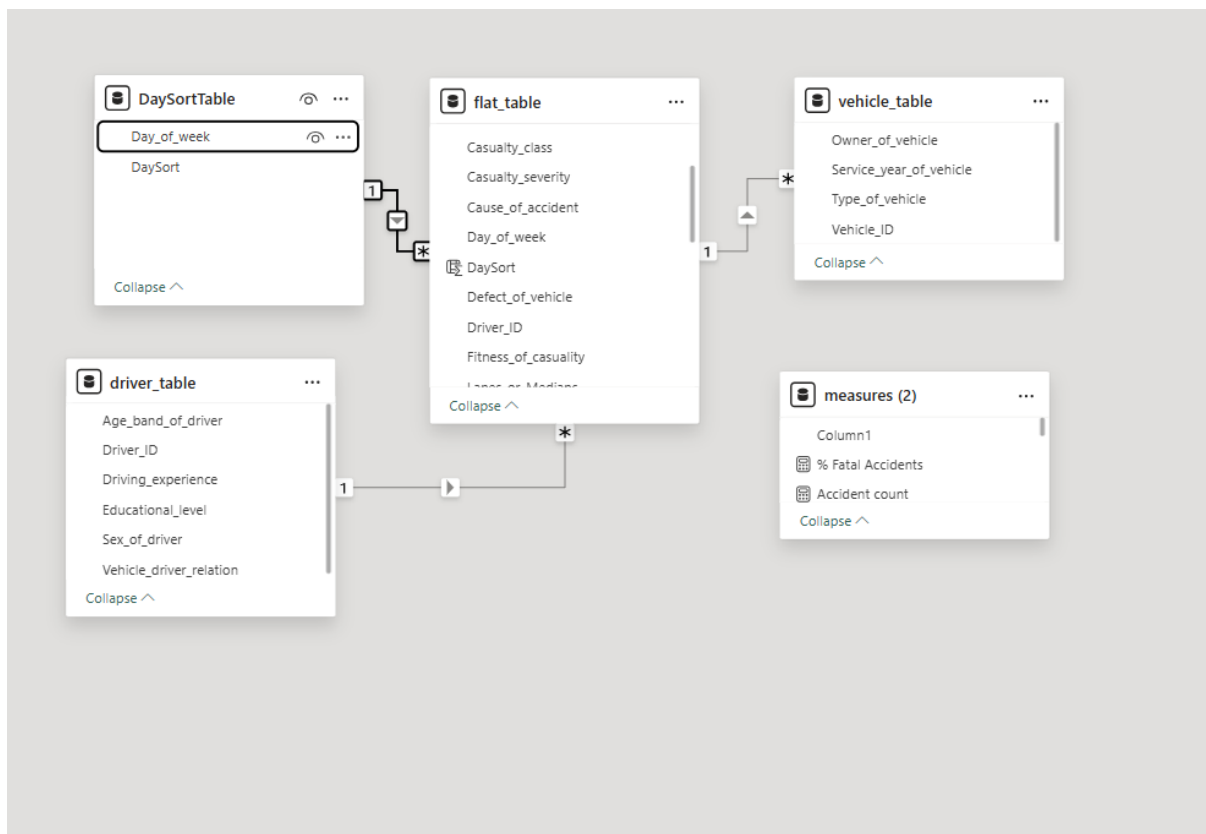 DaySortTable
Day_of_week
DaySort
Collapse
flat_table
Casualty_class
Casualty_severity
Cause_of_accident
Day_of_week
DaySort
Defect_of_vehicle
Driver_ID
Fitness_of_casuality
Lanes_or_Medians
Collapse
vehicle_table
Owner_of_vehicle
Service_year_of_vehicle
Type_of_vehicle
Vehicle_ID
Collapse
1
*
1
*
driver_table
Age_band_of_driver
Driver_ID
Driving_experience
Educational_level
Sex_of_driver
Vehicle_driver_relation
Collapse
1
*
measures (2)
Column1
% Fatal Accidents
Accident count
Collapse